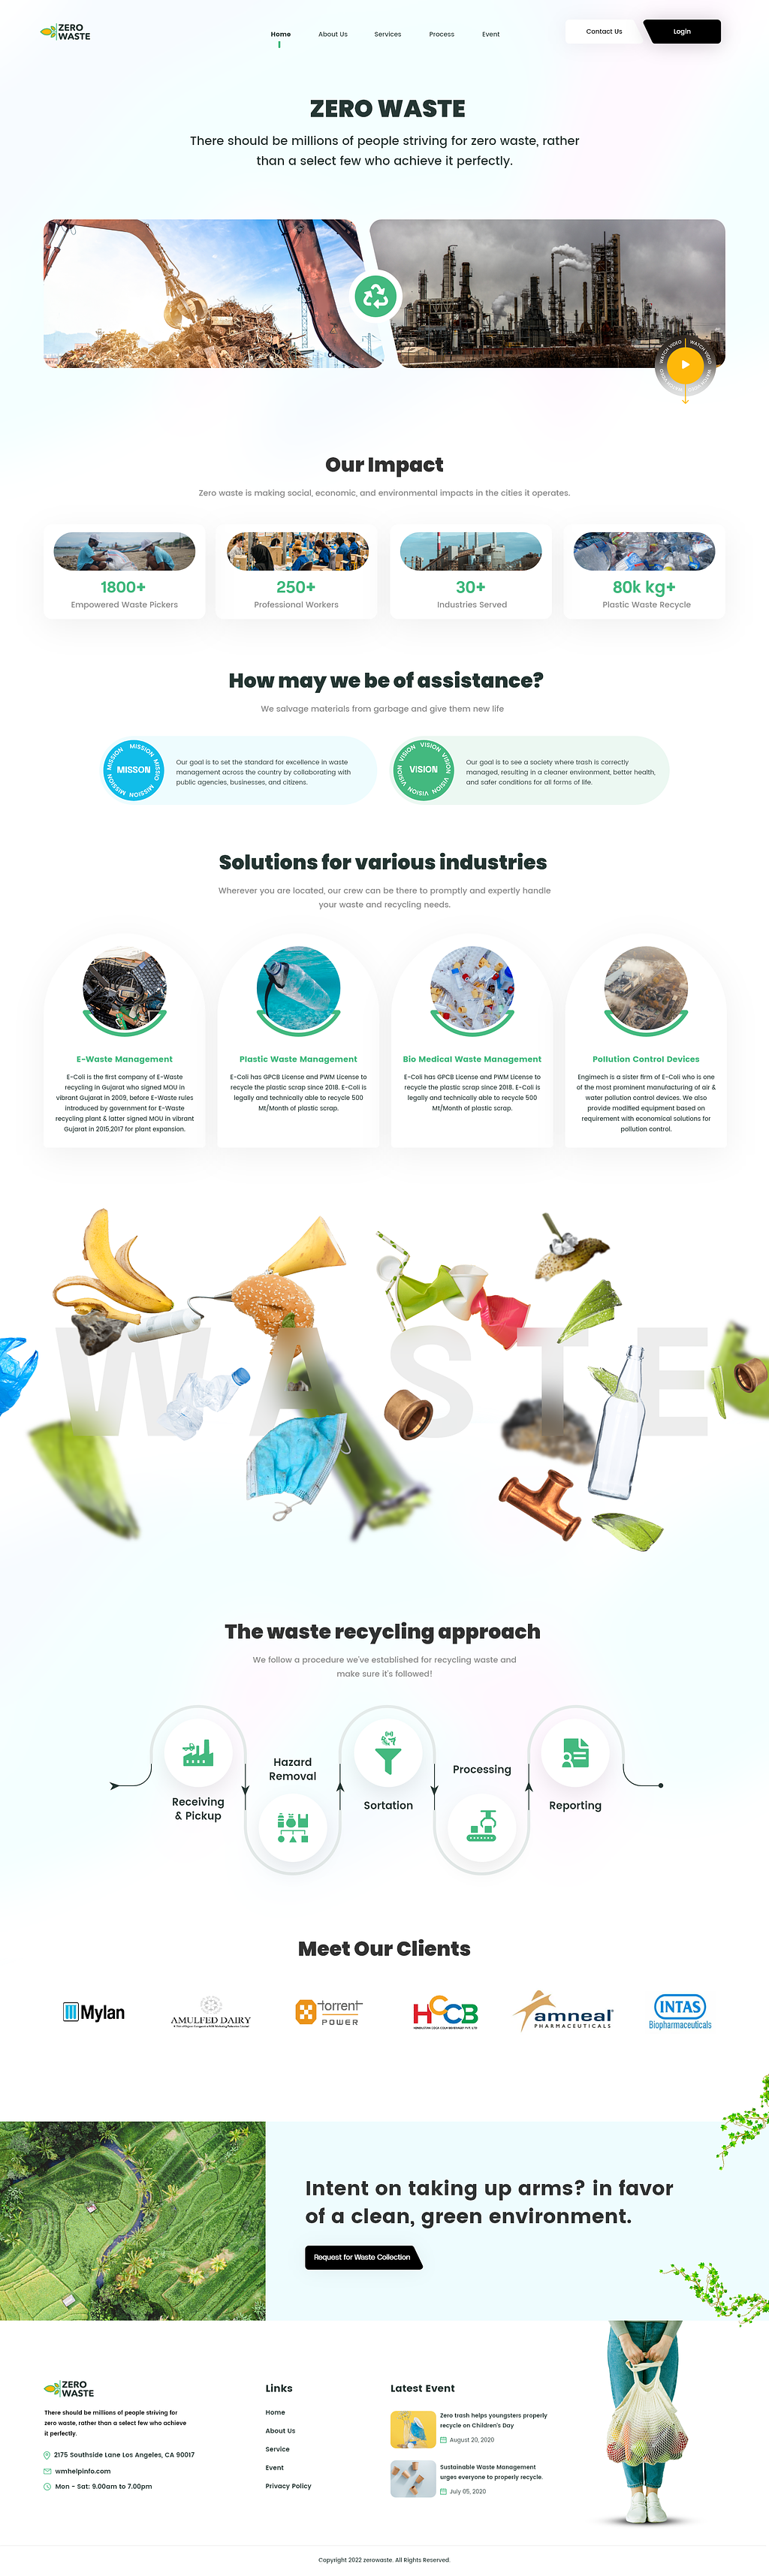 ZERO
WASTE
Home
About Us
Services
Process
Event
Contact Us
Login
ZERO WASTE
There should be millions of people striving for zero waste, rather
than a select few who achieve it perfectly.
WATCH VIDEO WATCH VIDEO
Our Impact
Zero waste is making social, economic, and environmental impacts in the cities it operates.
1800+
Empowered Waste Pickers
250+
Professional Workers
30+
Industries Served
80k kg+
Plastic Waste Recycle
How may we be of assistance?
We salvage materials from garbage and give them new life
MISSION MISSION MISSION MISSION MISSION
MISSON
Our goal is to set the standard for excellence in waste
management across the country by collaborating with
public agencies, businesses, and citizens.
VISION VISION VISION VISION VISION VISION
VISION
Our goal is to see a society where trash is correctly
managed, resulting in a cleaner environment, better health,
and safer conditions for all forms of life.
Solutions for various industries
Wherever you are located, our crew can be there to promptly and expertly handle
your waste and recycling needs.
E-Waste Management
E-Coli is the first company of E-Waste
recycling in Gujarat who signed MOU in
vibrant Gujarat in 2009, before E-Waste rules
introduced by government for E-Waste
recycling plant & latter signed MOU in vibrant
Gujarat in 2015,2017 for plant expansion.
Plastic Waste Management
E-Coli has GPCB License and PWM License to
recycle the plastic scrap since 2018. E-Coli is
legally and technically able to recycle 500
Mt/Month of plastic scrap.
Bio Medical Waste Management
E-Coli has GPCB License and PWM License to
recycle the plastic scrap since 2018. E-Coli is
legally and technically able to recycle 500
Mt/Month of plastic scrap.
Pollution Control Devices
Engimech is a sister firm of E-Coli who is one
of the most prominent manufacturing of air &
water pollution control devices. We also
provide modified equipment based on
requirement with economical solutions for
pollution control.
WASTE
The waste recycling approach
We follow a procedure we've established for recycling waste and
make sure it's followed!
Receiving
& Pickup
Hazard
Removal
Sortation
Processing
Reporting
Meet Our Clients
Mylan
AMULFED DAIRY
torrent
POWER
HCCB
amneal
PHARMACEUTICALS
INTAS
Biopharmaceuticals
Intent on taking up arms? in favor
of a clean, green environment.
Request for Waste Collection
ZERO
WASTE
There should be millions of people striving for
zero waste, rather than a select few who achieve
it perfectly.
2175 Southside Lane Los Angeles, CA 90017
wmhelpinfo.com
Mon - Sat: 9.00am to 7.00pm
Links
Home
About Us
Service
Event
Privacy Policy
Latest Event
Zero trash helps youngsters properly
recycle on Children's Day
August 20, 2020
Sustainable Waste Management
urges everyone to properly recycle.
July 05, 2020
Copyright 2022 zerowaste. All Rights Reserved.